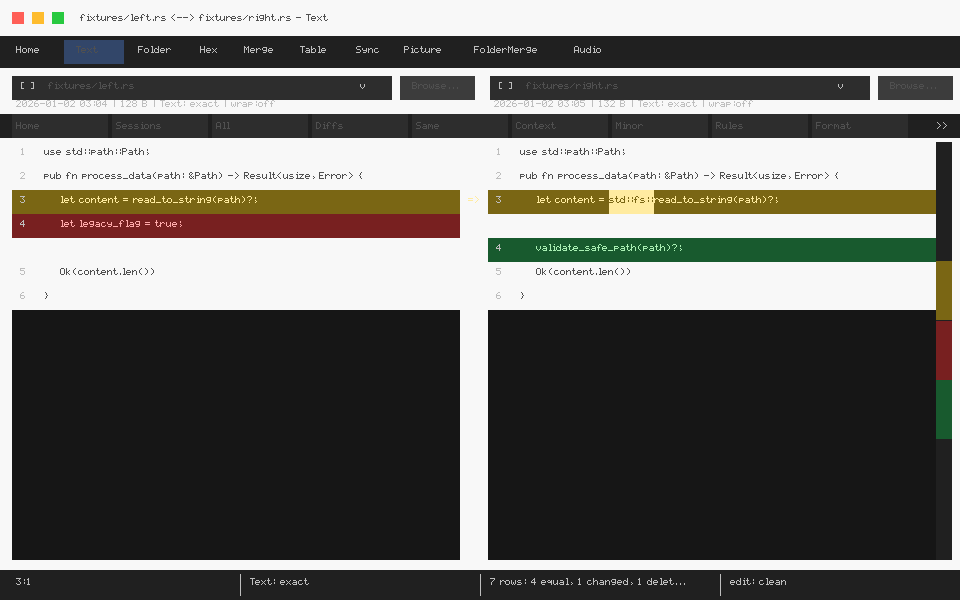 fixtures/left.rs <--> fixtures/right.rs - Text
Home Text Folder Hex Merge Table Sync Picture FolderMerge Audio
[ ] fixtures/left.rs v Browse... [ ] fixtures/right.rs v Browse...
2026-01-02 03:04 | 128 B | Text: exact | wrap:off 2026-01-02 03:05 | 132 B | Text: exact | wrap:off
Home Sessions All Diffs Same Context Minor Rules Format >>
1 use std::path::Path;
2 pub fn process_data(path: &Path) -> Result<usize, Error> {
3 let content = read_to_string(path)?;
4 let legacy_flag = true;
5 Ok(content.len())
6 }
1 use std::path::Path;
2 pub fn process_data(path: &Path) -> Result<usize, Error> {
3 let content = std::fs::read_to_string(path)?;
4 validate_safe_path(path)?;
5 Ok(content.len())
6 }
3:1 Text: exact 7 rows: 4 equal, 1 changed, 1 delet... edit: clean